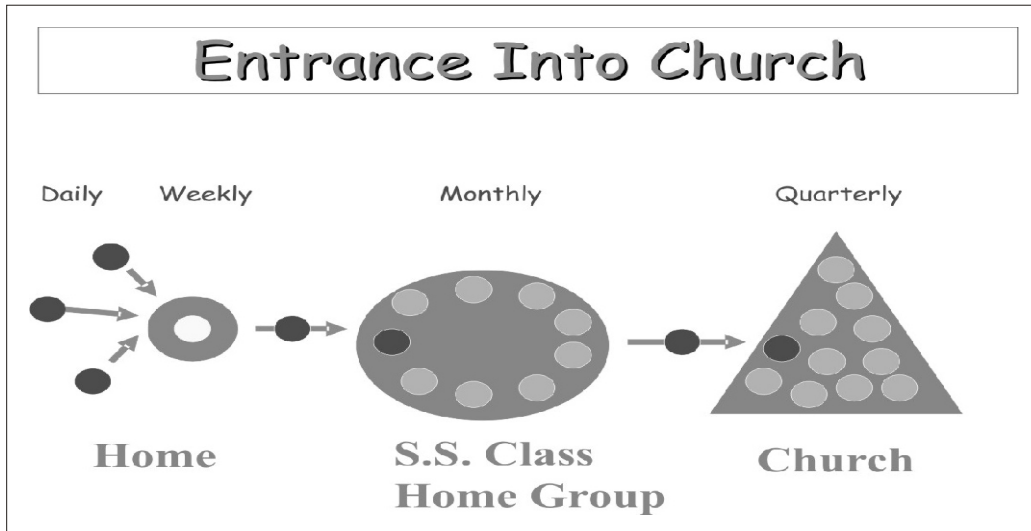 Entrance Into Church
Daily Weekly Monthly Quarterly
Home
S.S. Class
Home Group
Church